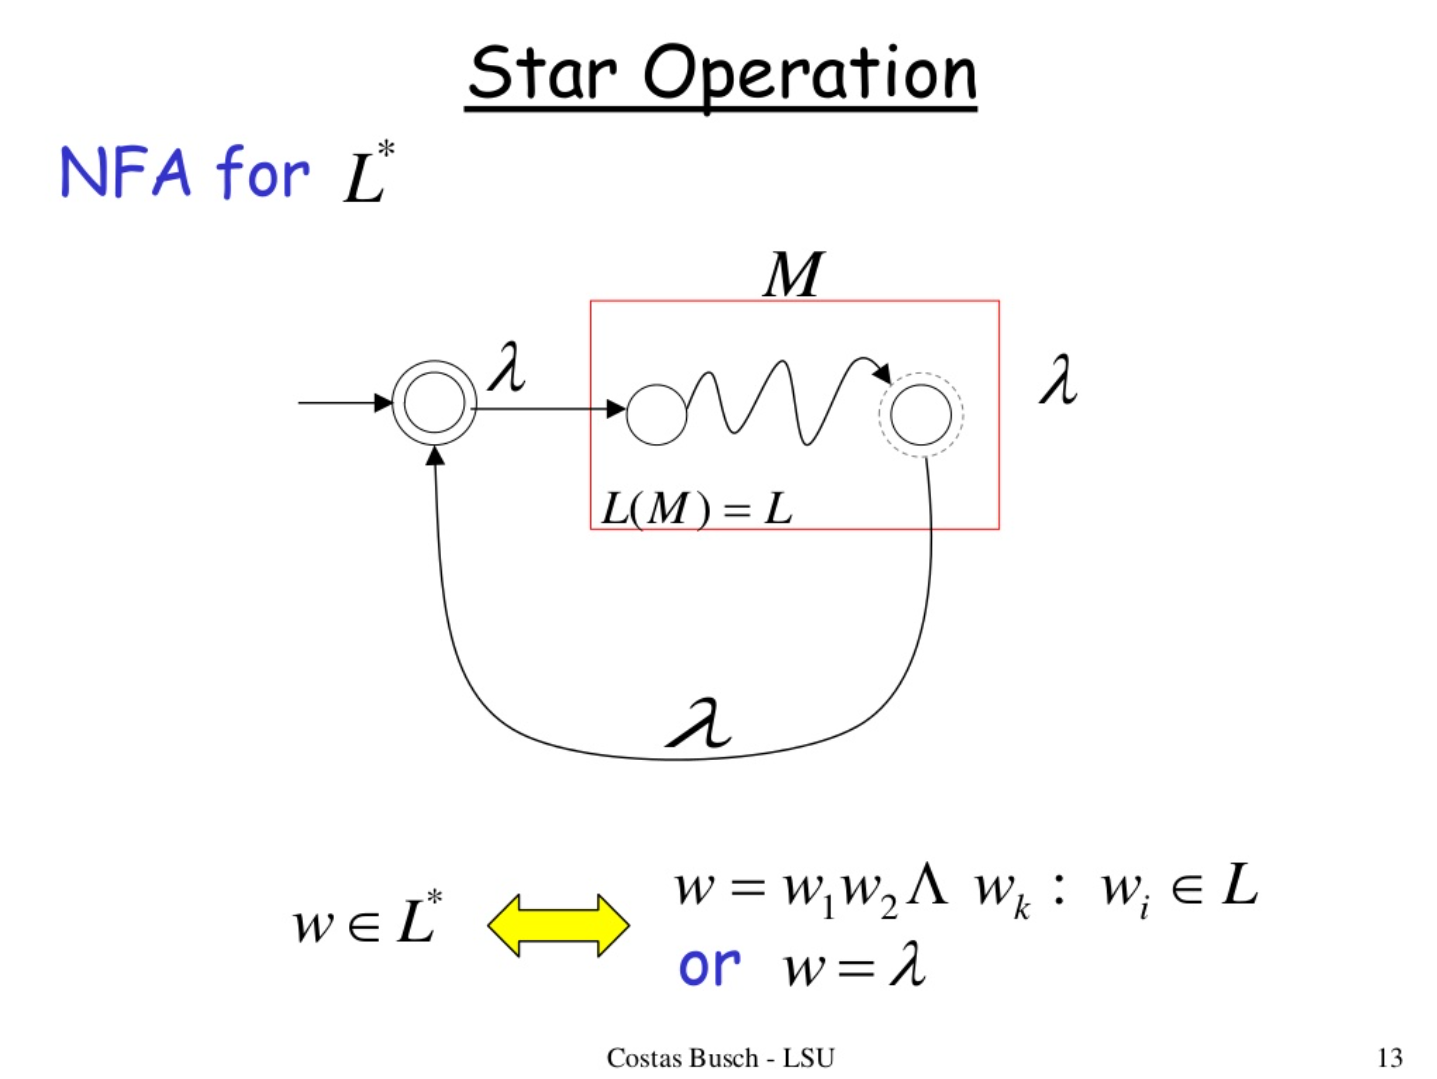 Star Operation
NFA for L*
M
λ
λ
L(M) = L
λ
w = w₁w₂Λ wₖ : wᵢ ∈ L
w ∈ L*
or w = λ
Costas Busch - LSU
13